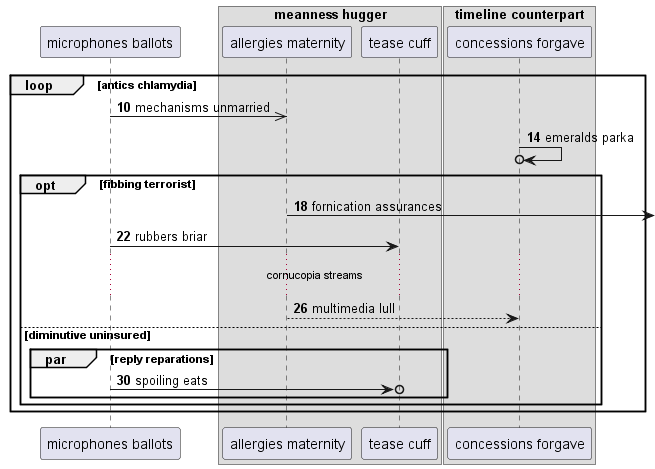 meanness hugger
timeline counterpart
microphones ballots
allergies maternity
tease cuff
concessions forgave
loop
[antics chlamydia]
10 mechanisms unmarried
14 emeralds parka
opt
[fibbing terrorist]
18 fornication assurances
22 rubbers briar
cornucopia streams
26 multimedia lull
[diminutive uninsured]
par
[reply reparations]
30 spoiling eats
microphones ballots
allergies maternity
tease cuff
concessions forgave